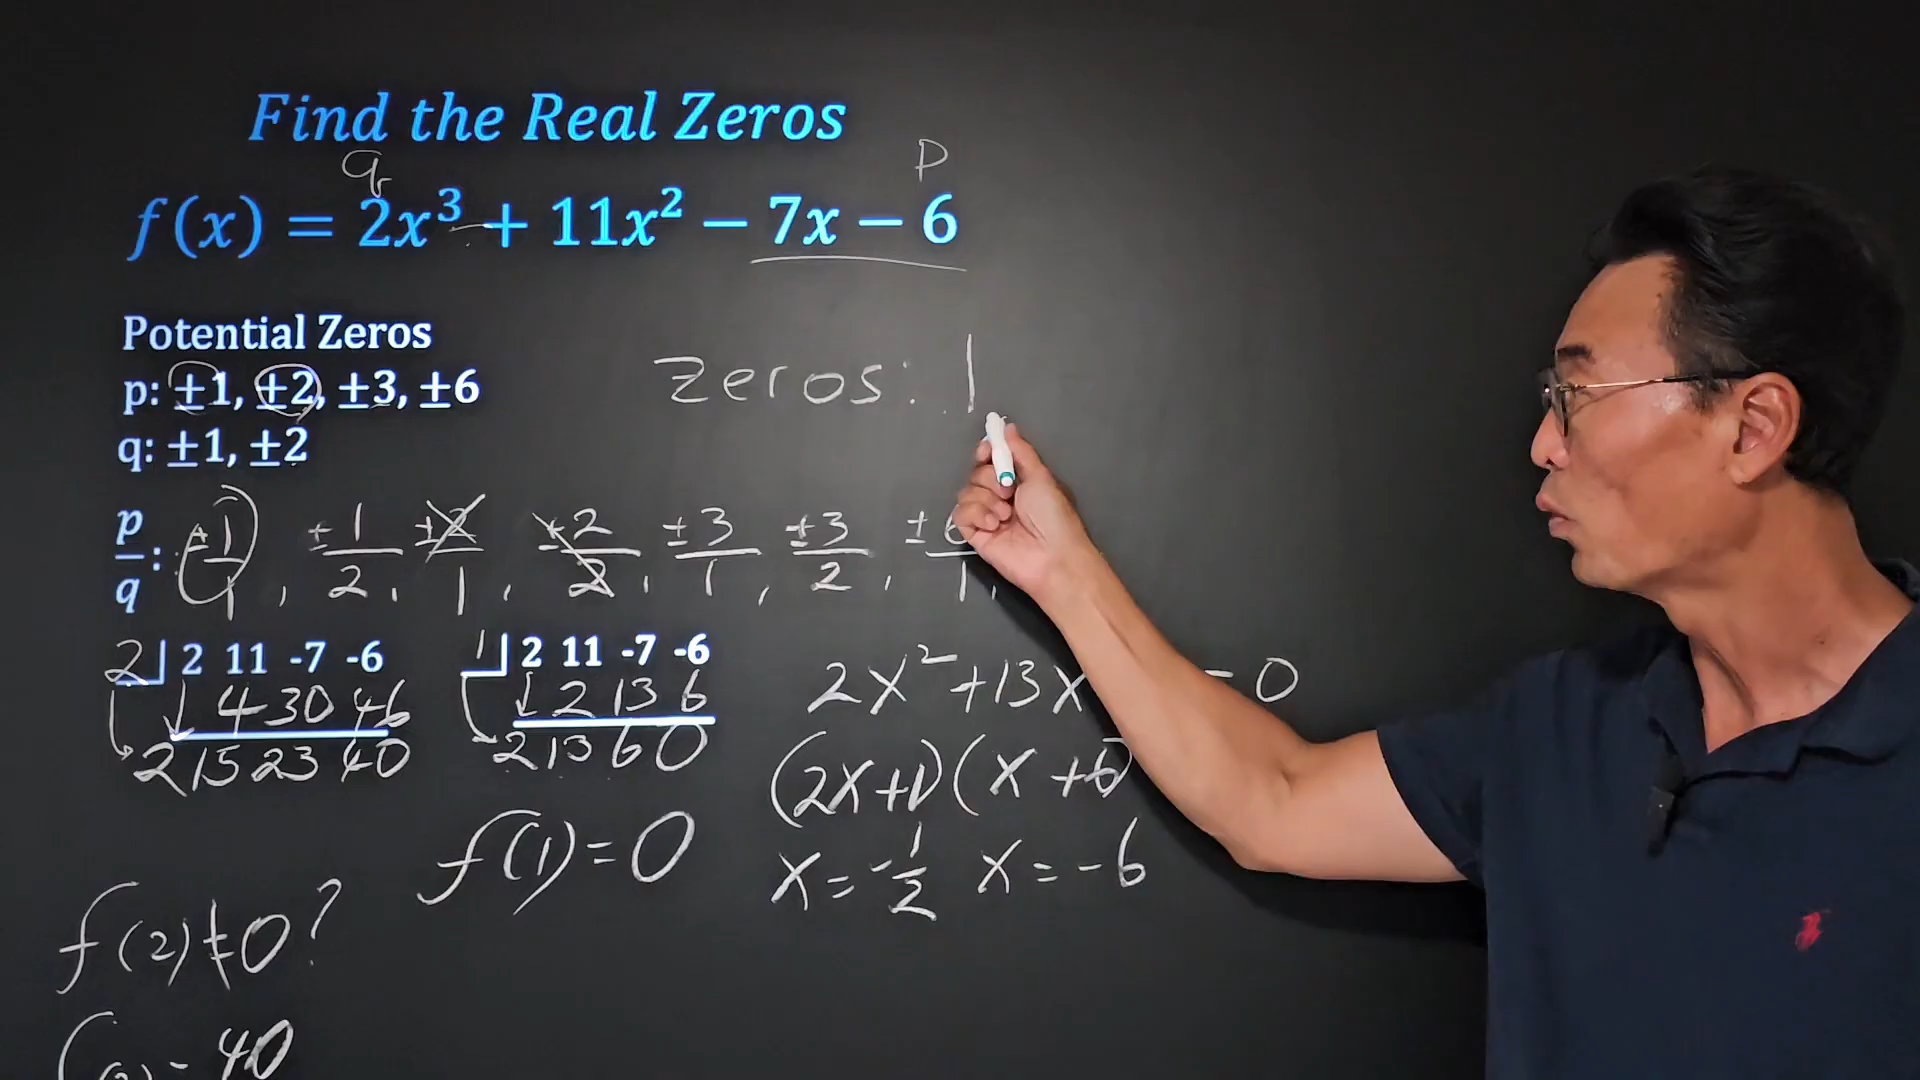 Find the Real Zeros
q p
f(x) = 2x³ + 11x² − 7x − 6
Potential Zeros
p: ±1, ±2, ±3, ±6
q: ±1, ±2
Zeros: 1
p/q: ±1/1, ±1/2, ±2/1, ±2/2, ±3/1, ±3/2, ±6/1,
2 2 11 -7 -6
4 30 46
2 15 23 40
1 2 11 -7 -6
2 13 6
2 13 6 0
f(1)=0
2x²+13x = 0
(2x+1)(x+6)
x=-1/2 x=-6
f(2)≠0?
40